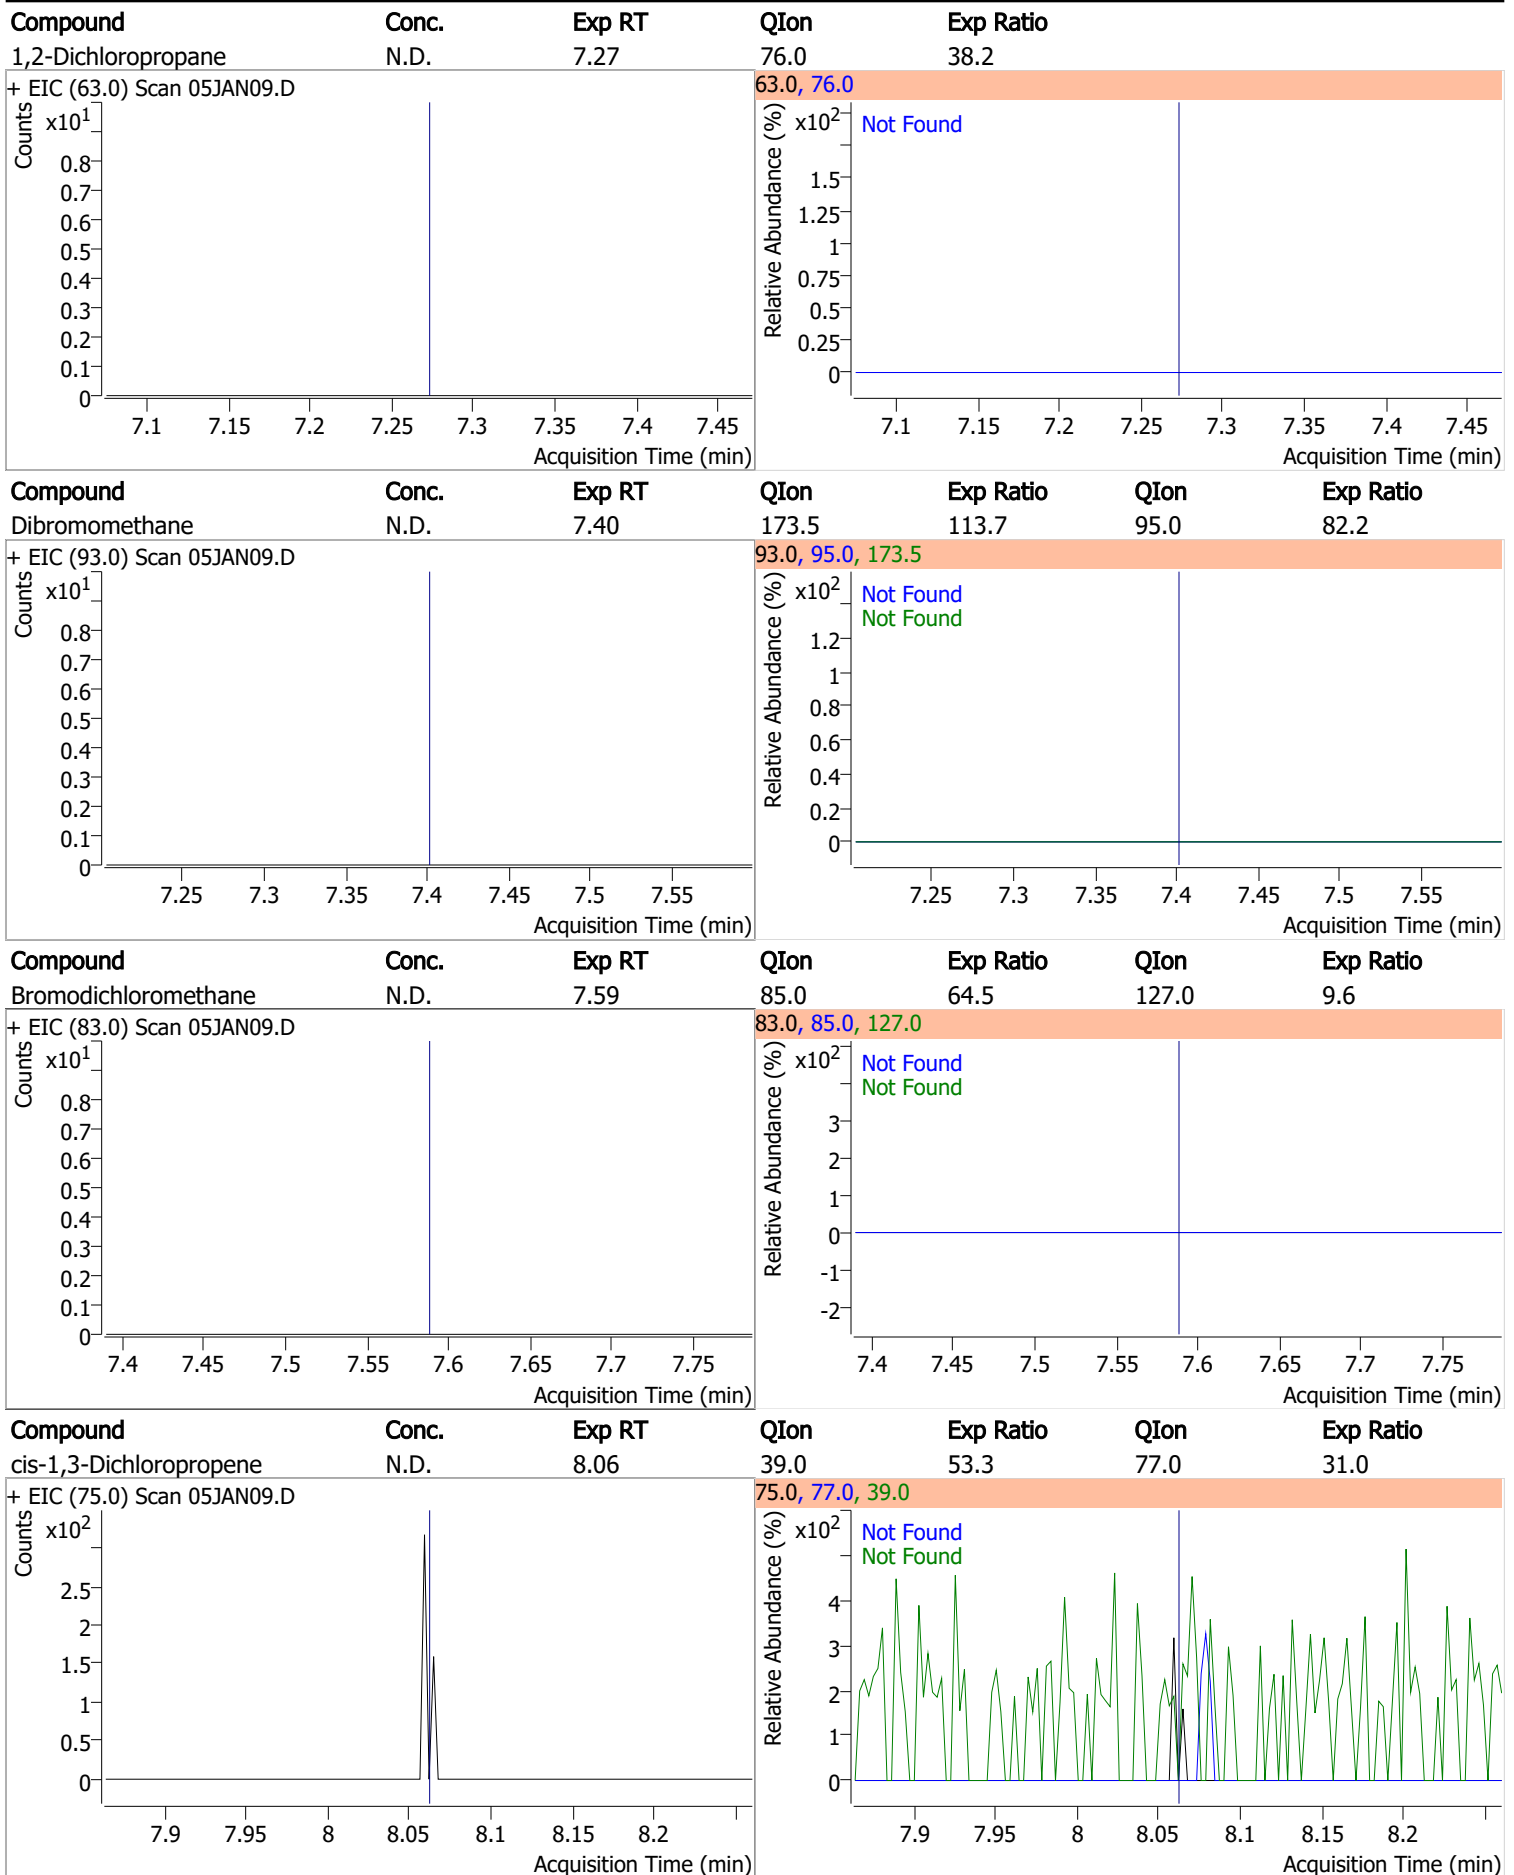 Compound Conc. Exp RT QIon Exp Ratio
1,2-Dichloropropane N.D. 7.27 76.0 38.2
+ EIC (63.0) Scan 05JAN09.D
Counts
x10¹
0.8
0.7
0.6
0.5
0.4
0.3
0.2
0.1
0
7.1 7.15 7.2 7.25 7.3 7.35 7.4 7.45
Acquisition Time (min)
63.0, 76.0
Relative Abundance (%)
x10²
Not Found
1.5
1.25
1
0.75
0.5
0.25
0
7.1 7.15 7.2 7.25 7.3 7.35 7.4 7.45
Acquisition Time (min)
Compound Conc. Exp RT QIon Exp Ratio QIon Exp Ratio
Dibromomethane N.D. 7.40 173.5 113.7 95.0 82.2
+ EIC (93.0) Scan 05JAN09.D
Counts
x10¹
0.8
0.7
0.6
0.5
0.4
0.3
0.2
0.1
0
7.25 7.3 7.35 7.4 7.45 7.5 7.55
Acquisition Time (min)
93.0, 95.0, 173.5
Relative Abundance (%)
x10²
Not Found
Not Found
1.2
1
0.8
0.6
0.4
0.2
0
7.25 7.3 7.35 7.4 7.45 7.5 7.55
Acquisition Time (min)
Compound Conc. Exp RT QIon Exp Ratio QIon Exp Ratio
Bromodichloromethane N.D. 7.59 85.0 64.5 127.0 9.6
+ EIC (83.0) Scan 05JAN09.D
Counts
x10¹
0.8
0.7
0.6
0.5
0.4
0.3
0.2
0.1
0
7.4 7.45 7.5 7.55 7.6 7.65 7.7 7.75
Acquisition Time (min)
83.0, 85.0, 127.0
Relative Abundance (%)
x10²
Not Found
Not Found
3
2
1
0
-1
-2
7.4 7.45 7.5 7.55 7.6 7.65 7.7 7.75
Acquisition Time (min)
Compound Conc. Exp RT QIon Exp Ratio QIon Exp Ratio
cis-1,3-Dichloropropene N.D. 8.06 39.0 53.3 77.0 31.0
+ EIC (75.0) Scan 05JAN09.D
Counts
x10²
2.5
2
1.5
1
0.5
0
7.9 7.95 8 8.05 8.1 8.15 8.2
Acquisition Time (min)
75.0, 77.0, 39.0
Relative Abundance (%)
x10²
Not Found
Not Found
4
3
2
1
0
7.9 7.95 8 8.05 8.1 8.15 8.2
Acquisition Time (min)